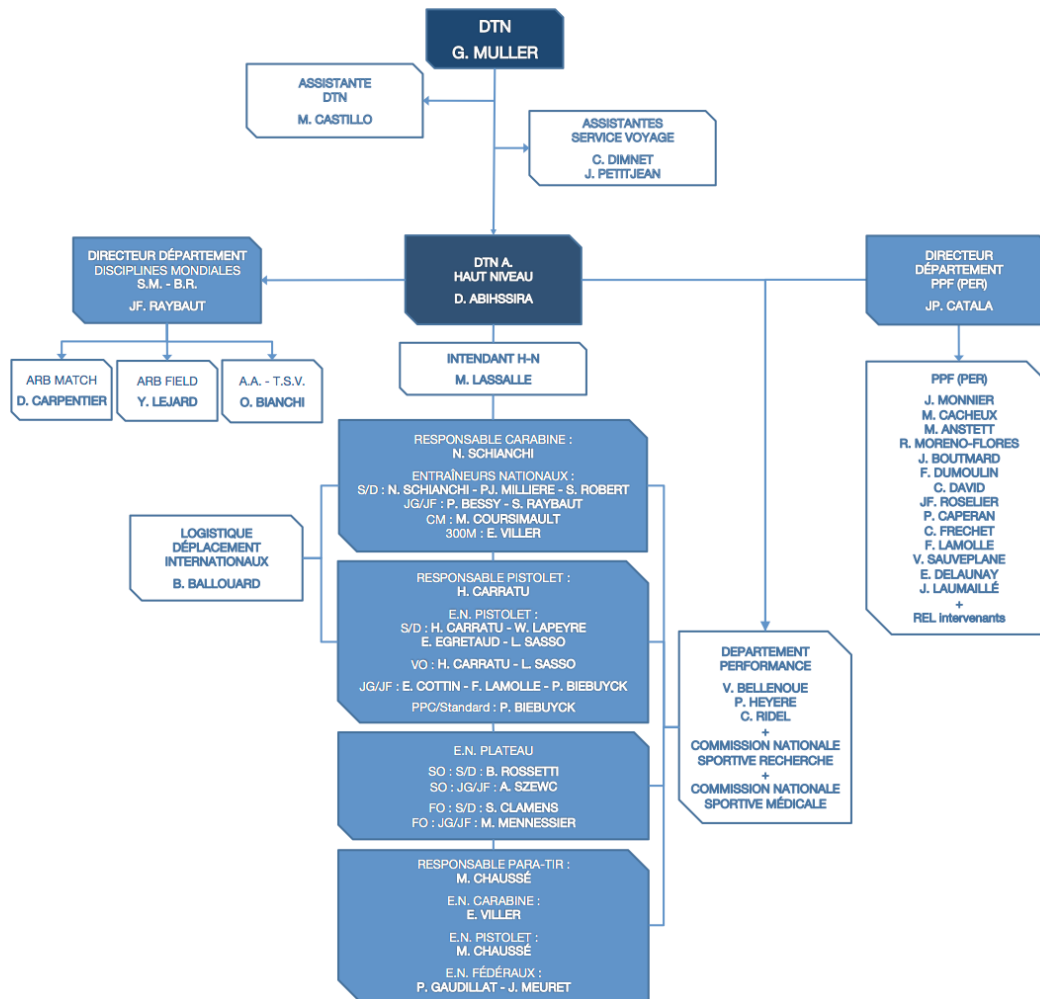 DTN
G. MULLER
ASSISTANTE
DTN
M. CASTILLO
ASSISTANTES
SERVICE VOYAGE
C. DIMNET
J. PETITJEAN
DIRECTEUR DÉPARTEMENT
DISCIPLINES MONDIALES
S.M. - B.R.
JF. RAYBAUT
DTN A.
HAUT NIVEAU
D. ABIHSSIRA
DIRECTEUR
DÉPARTEMENT
PPF (PER)
JP. CATALA
ARB MATCH
D. CARPENTIER
ARB FIELD
Y. LEJARD
A.A. - T.S.V.
O. BIANCHI
INTENDANT H-N
M. LASSALLE
PPF (PER)
J. MONNIER
M. CACHEUX
M. ANSTETT
R. MORENO-FLORES
J. BOUTMARD
F. DUMOULIN
C. DAVID
JF. ROSELIER
P. CAPERAN
C. FRECHET
F. LAMOLLE
V. SAUVEPLANE
E. DELAUNAY
J. LAUMAILLÉ
+
REL Intervenants
RESPONSABLE CARABINE :
N. SCHIANCHI
ENTRAÎNEURS NATIONAUX :
S/D : N. SCHIANCHI - PJ. MILLIERE - S. ROBERT
JG/JF : P. BESSY - S. RAYBAUT
CM : M. COURSIMAULT
300M : E. VILLER
LOGISTIQUE
DÉPLACEMENT
INTERNATIONAUX
B. BALLOUARD
RESPONSABLE PISTOLET :
H. CARRATU
E.N. PISTOLET :
S/D : H. CARRATU - W. LAPEYRE
E. EGRETAUD - L. SASSO
VO : H. CARRATU - L. SASSO
JG/JF : E. COTTIN - F. LAMOLLE - P. BIEBUYCK
PPC/Standard : P. BIEBUYCK
DEPARTEMENT
PERFORMANCE
V. BELLENOUE
P. HEYERE
C. RIDEL
+
COMMISSION NATIONALE
SPORTIVE RECHERCHE
+
COMMISSION NATIONALE
SPORTIVE MÉDICALE
E.N. PLATEAU
SO : S/D : B. ROSSETTI
SO : JG/JF : A. SZEWC
FO : S/D : S. CLAMENS
FO : JG/JF : M. MENNESSIER
RESPONSABLE PARA-TIR :
M. CHAUSSÉ
E.N. CARABINE :
E. VILLER
E.N. PISTOLET :
M. CHAUSSÉ
E.N. FÉDÉRAUX :
P. GAUDILLAT - J. MEURET